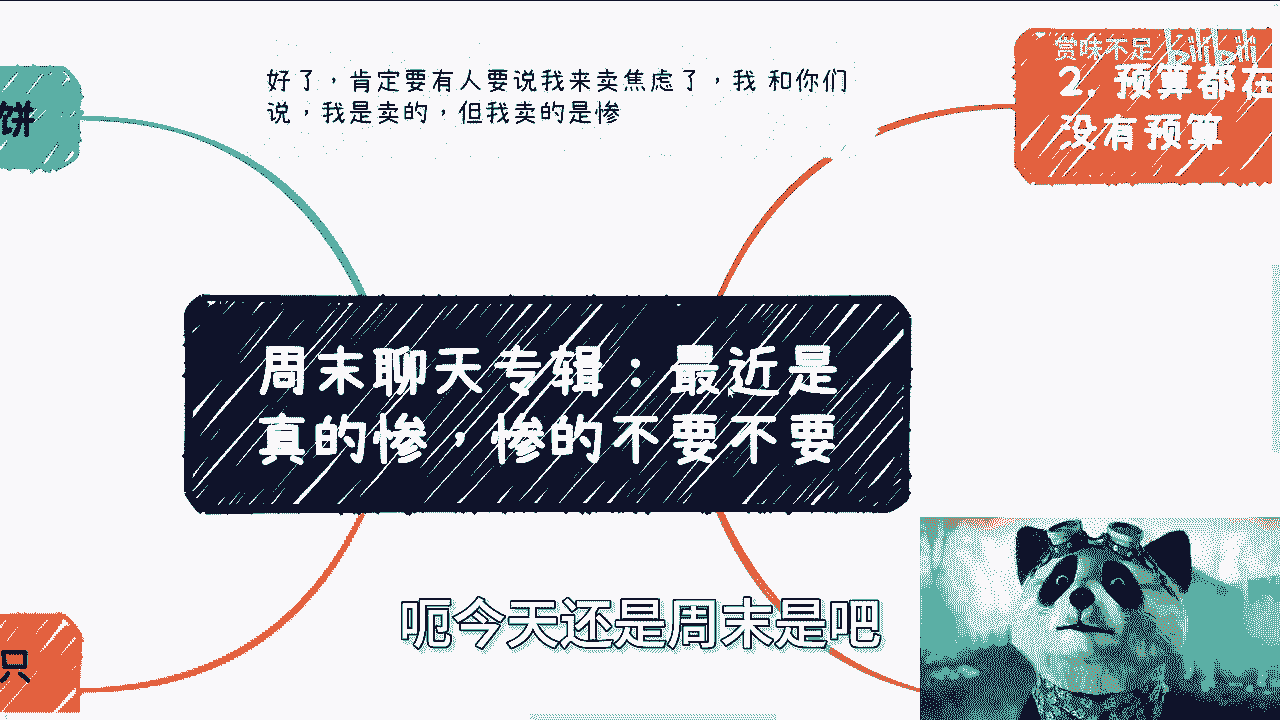 饼
好了，肯定要有人要说我来卖焦虑了，我 和你们
说，我是卖的，但我卖的是惨
赏味不足 bilibili
2. 预算都在
没有预算
周末聊天专辑：最近是
真的惨，惨的不要不要
呃今天还是周末是吧
只